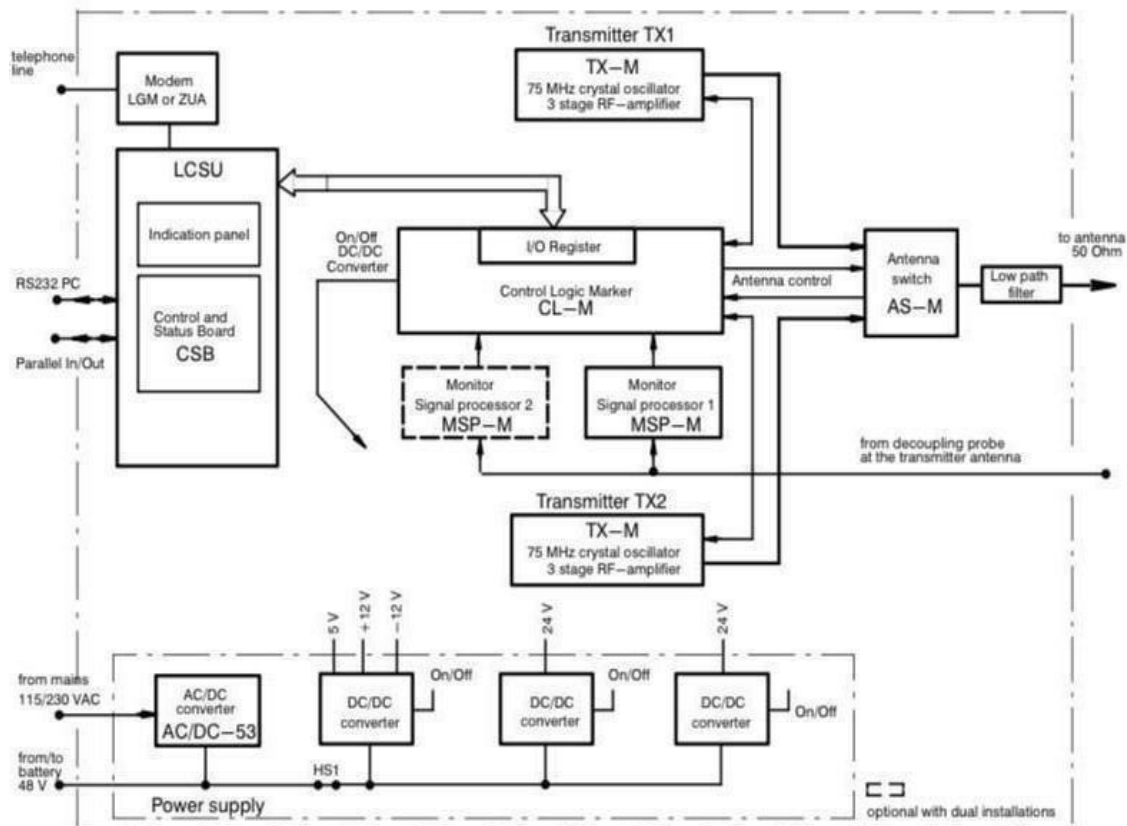 Transmitter TX1
TX–M
75 MHz crystal oscillator
3 stage RF–amplifier
telephone
line
Modem
LGM or ZUA
LCSU
Indication panel
Control and
Status Board
CSB
RS232 PC
Parallel In/Out
On/Off
DC/DC
Converter
I/O Register
Control Logic Marker
CL–M
Antenna control
Antenna
switch
AS–M
Low path
filter
to antenna
50 Ohm
Monitor
Signal processor 2
MSP–M
Monitor
Signal processor 1
MSP–M
from decoupling probe
at the transmitter antenna
Transmitter TX2
TX–M
75 MHz crystal oscillator
3 stage RF–amplifier
5 V
+12 V
–12 V
24 V
24 V
from mains
115/230 VAC
AC/DC
converter
AC/DC–53
DC/DC
converter
On/Off
DC/DC
converter
On/Off
DC/DC
converter
On/Off
from/to
battery
48 V
HS1
Power supply
optional with dual installations